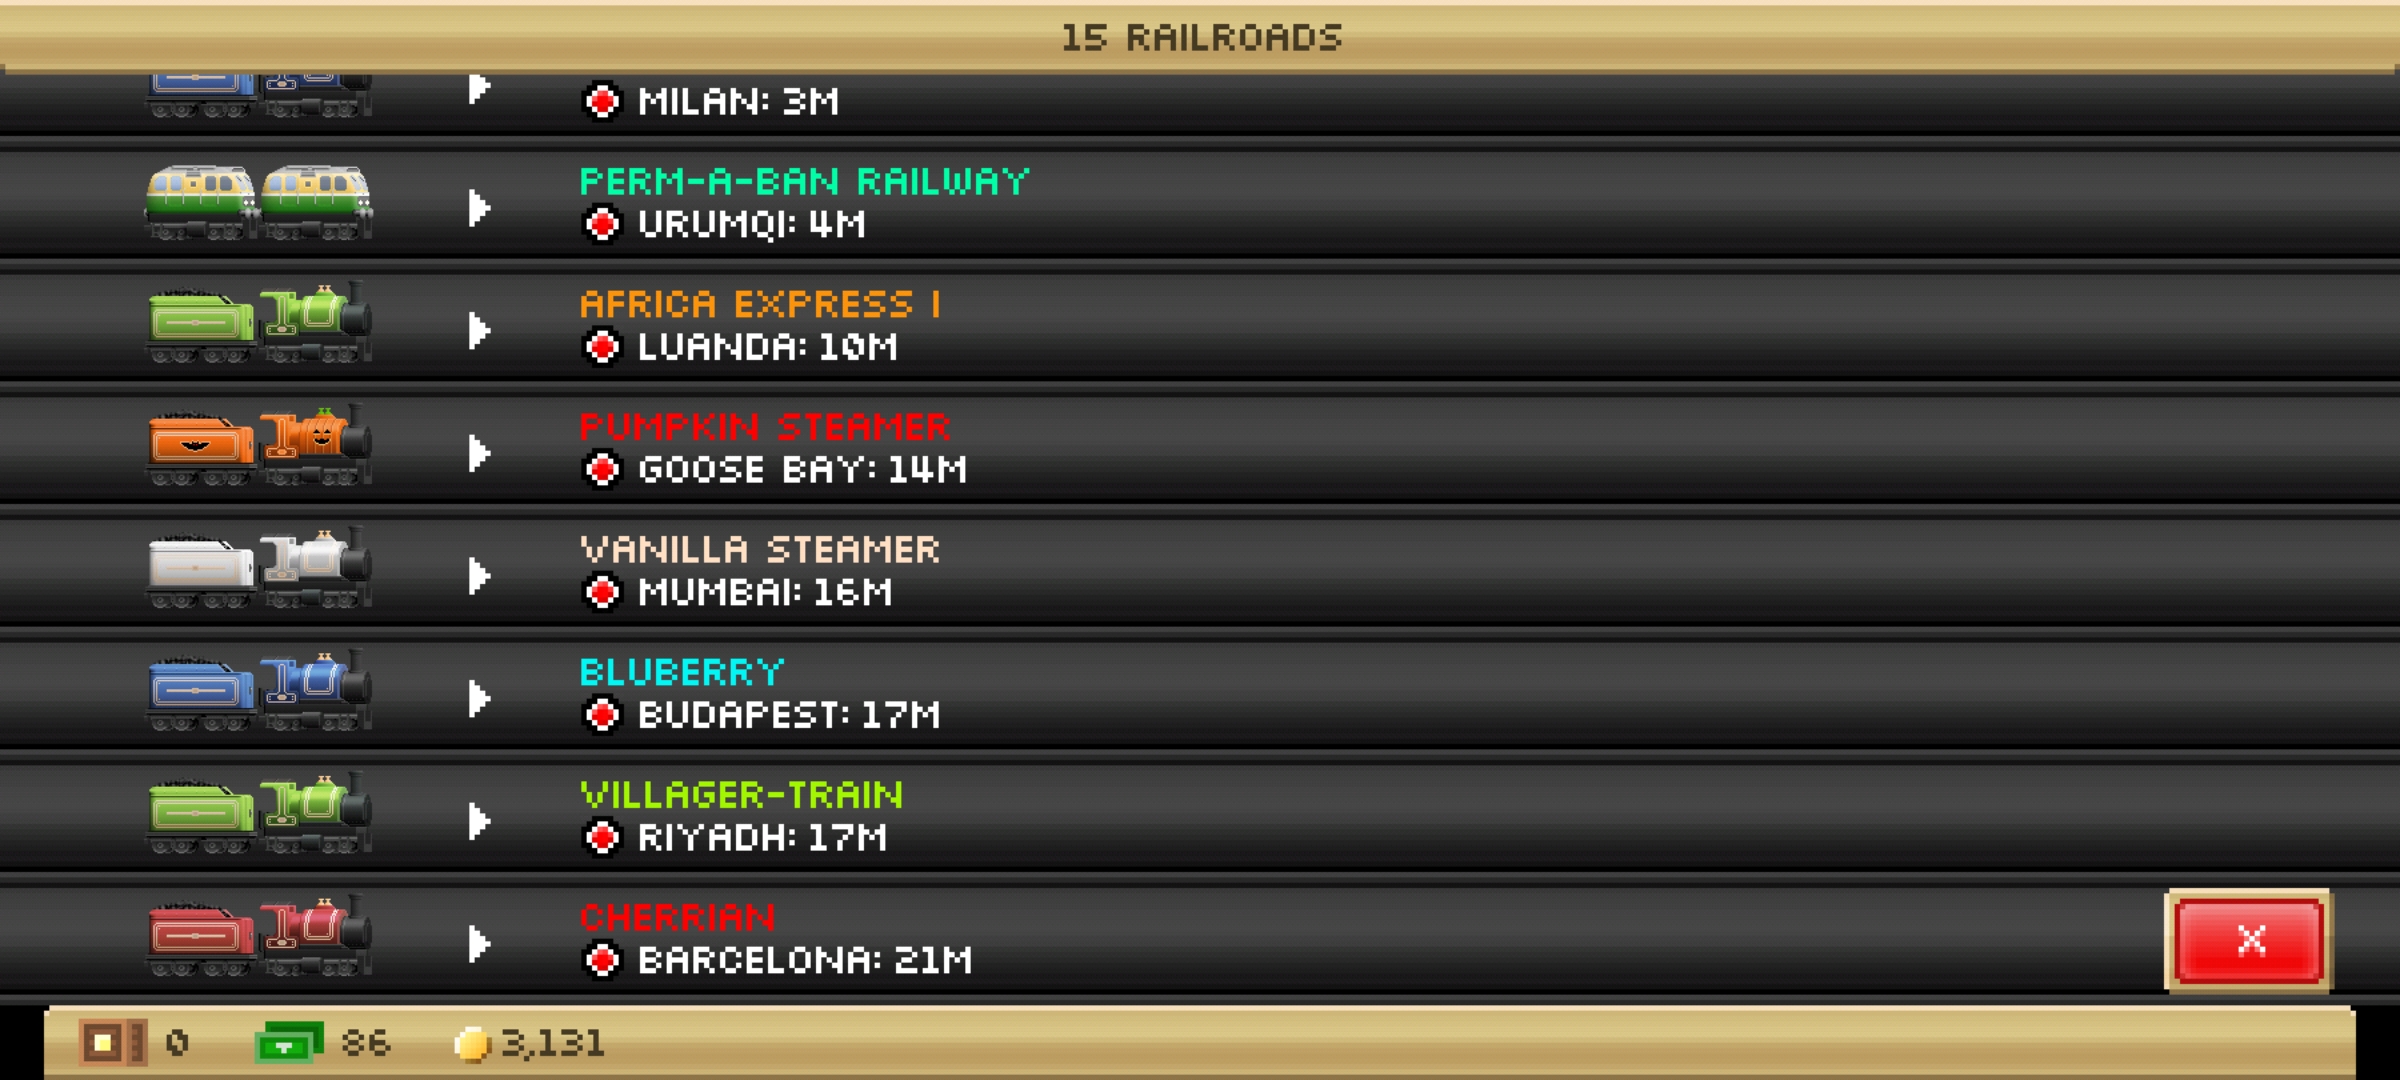 15 RAILROADS
MILAN: 3M
PERM-A-BAN RAILWAY
URUMQI: 4M
AFRICA EXPRESS I
LUANDA: 10M
PUMPKIN STEAMER
GOOSE BAY: 14M
VANILLA STEAMER
MUMBAI: 16M
BLUBERRY
BUDAPEST: 17M
VILLAGER-TRAIN
RIYADH: 17M
CHERRIAN
BARCELONA: 21M
X
0 86 3,131